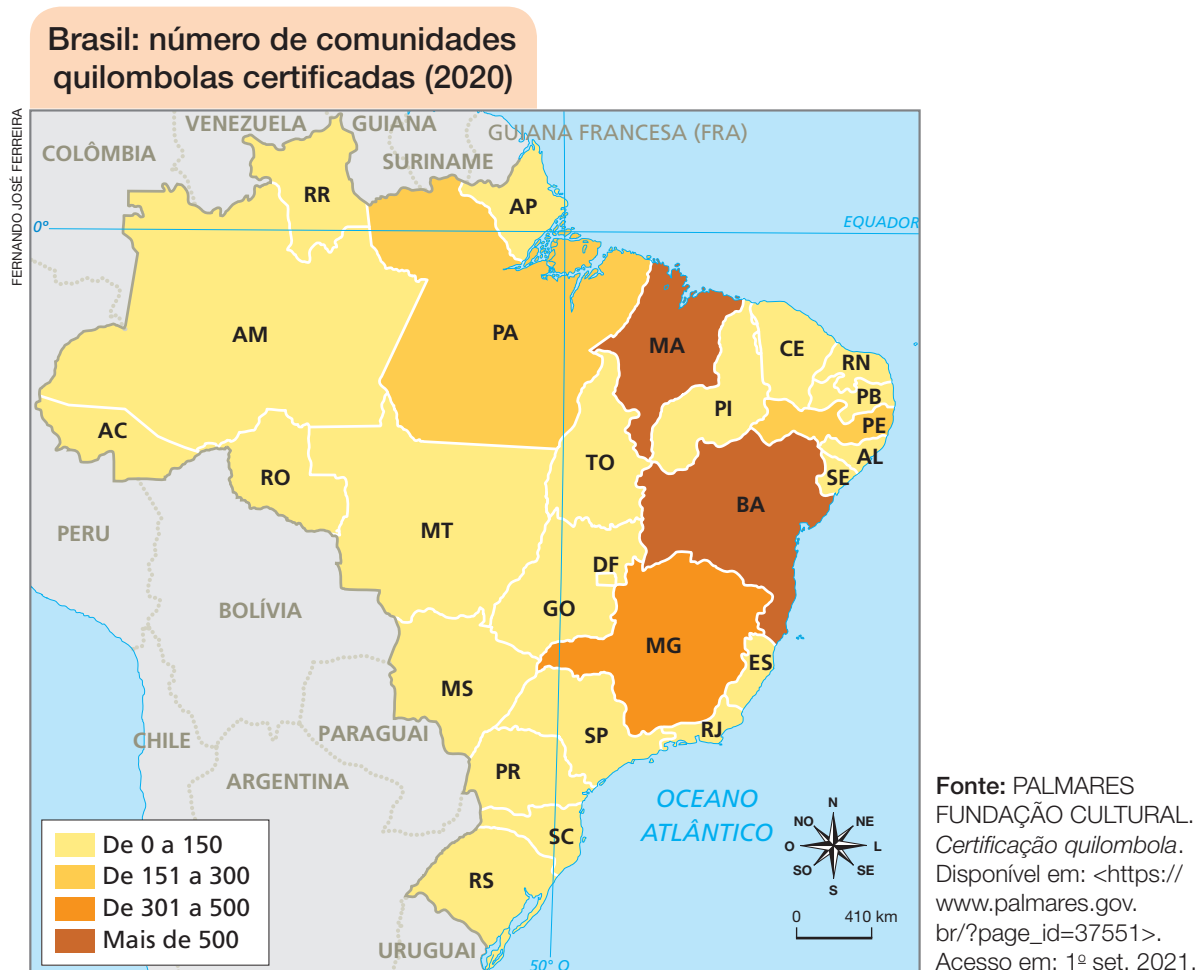 Brasil: número de comunidades
quilombolas certificadas (2020)
FERNANDO JOSÉ FERREIRA
VENEZUELA
GUIANA
GUIANA FRANCESA (FRA)
COLÔMBIA
SURINAME
RR
AP
0°
EQUADOR
AM
PA
MA
CE
RN
PB
PI
PE
AC
AL
TO
SE
RO
BA
PERU
MT
DF
BOLÍVIA
GO
MG
ES
MS
PARAGUAI
RJ
SP
CHILE
ARGENTINA
PR
OCEANO
ATLÂNTICO
SC
RS
URUGUAI
50° O
N
NO NE
O L
SO SE
S
0 410 km
De 0 a 150
De 151 a 300
De 301 a 500
Mais de 500
Fonte: PALMARES
FUNDAÇÃO CULTURAL.
Certificação quilombola.
Disponível em: <https://
www.palmares.gov.
br/?page_id=37551>.
Acesso em: 1º set. 2021.